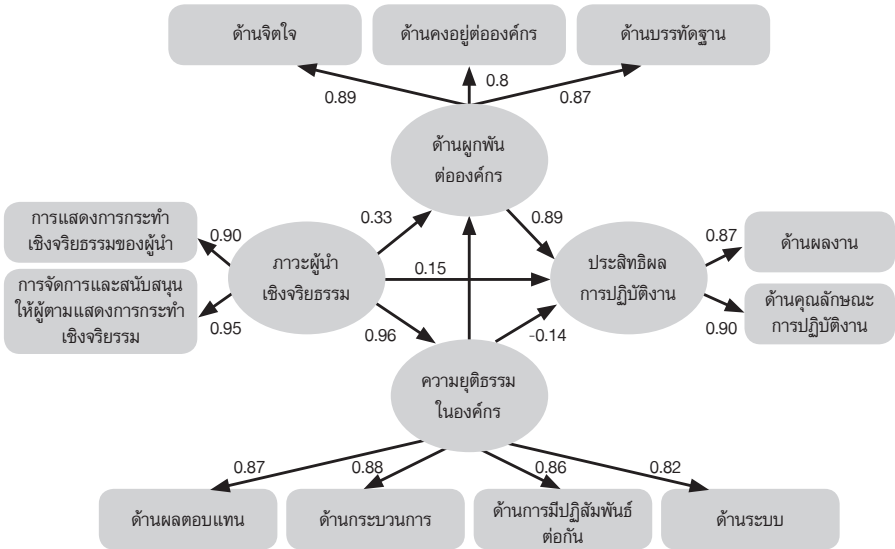 ด้านจิตใจ
ด้านคงอยู่ต่อองค์กร
ด้านบรรทัดฐาน
0.89
0.8
0.87
ด้านผูกพัน
ต่อองค์กร
การแสดงการกระทำ
เชิงจริยธรรมของผู้นำ
0.90
0.33
0.89
0.87
ด้านผลงาน
ภาวะผู้นำ
เชิงจริยธรรม
0.15
ประสิทธิผล
การปฏิบัติงาน
การจัดการและสนับสนุน
ให้ผู้ตามแสดงการกระทำ
เชิงจริยรรม
0.95
0.96
-0.14
0.90
ด้านคุณลักษณะ
การปฏิบัติงาน
ความยุติธรรม
ในองค์กร
0.87
0.88
0.86
0.82
ด้านผลตอบแทน
ด้านกระบวนการ
ด้านการมีปฏิสัมพันธ์
ต่อกัน
ด้านระบบ